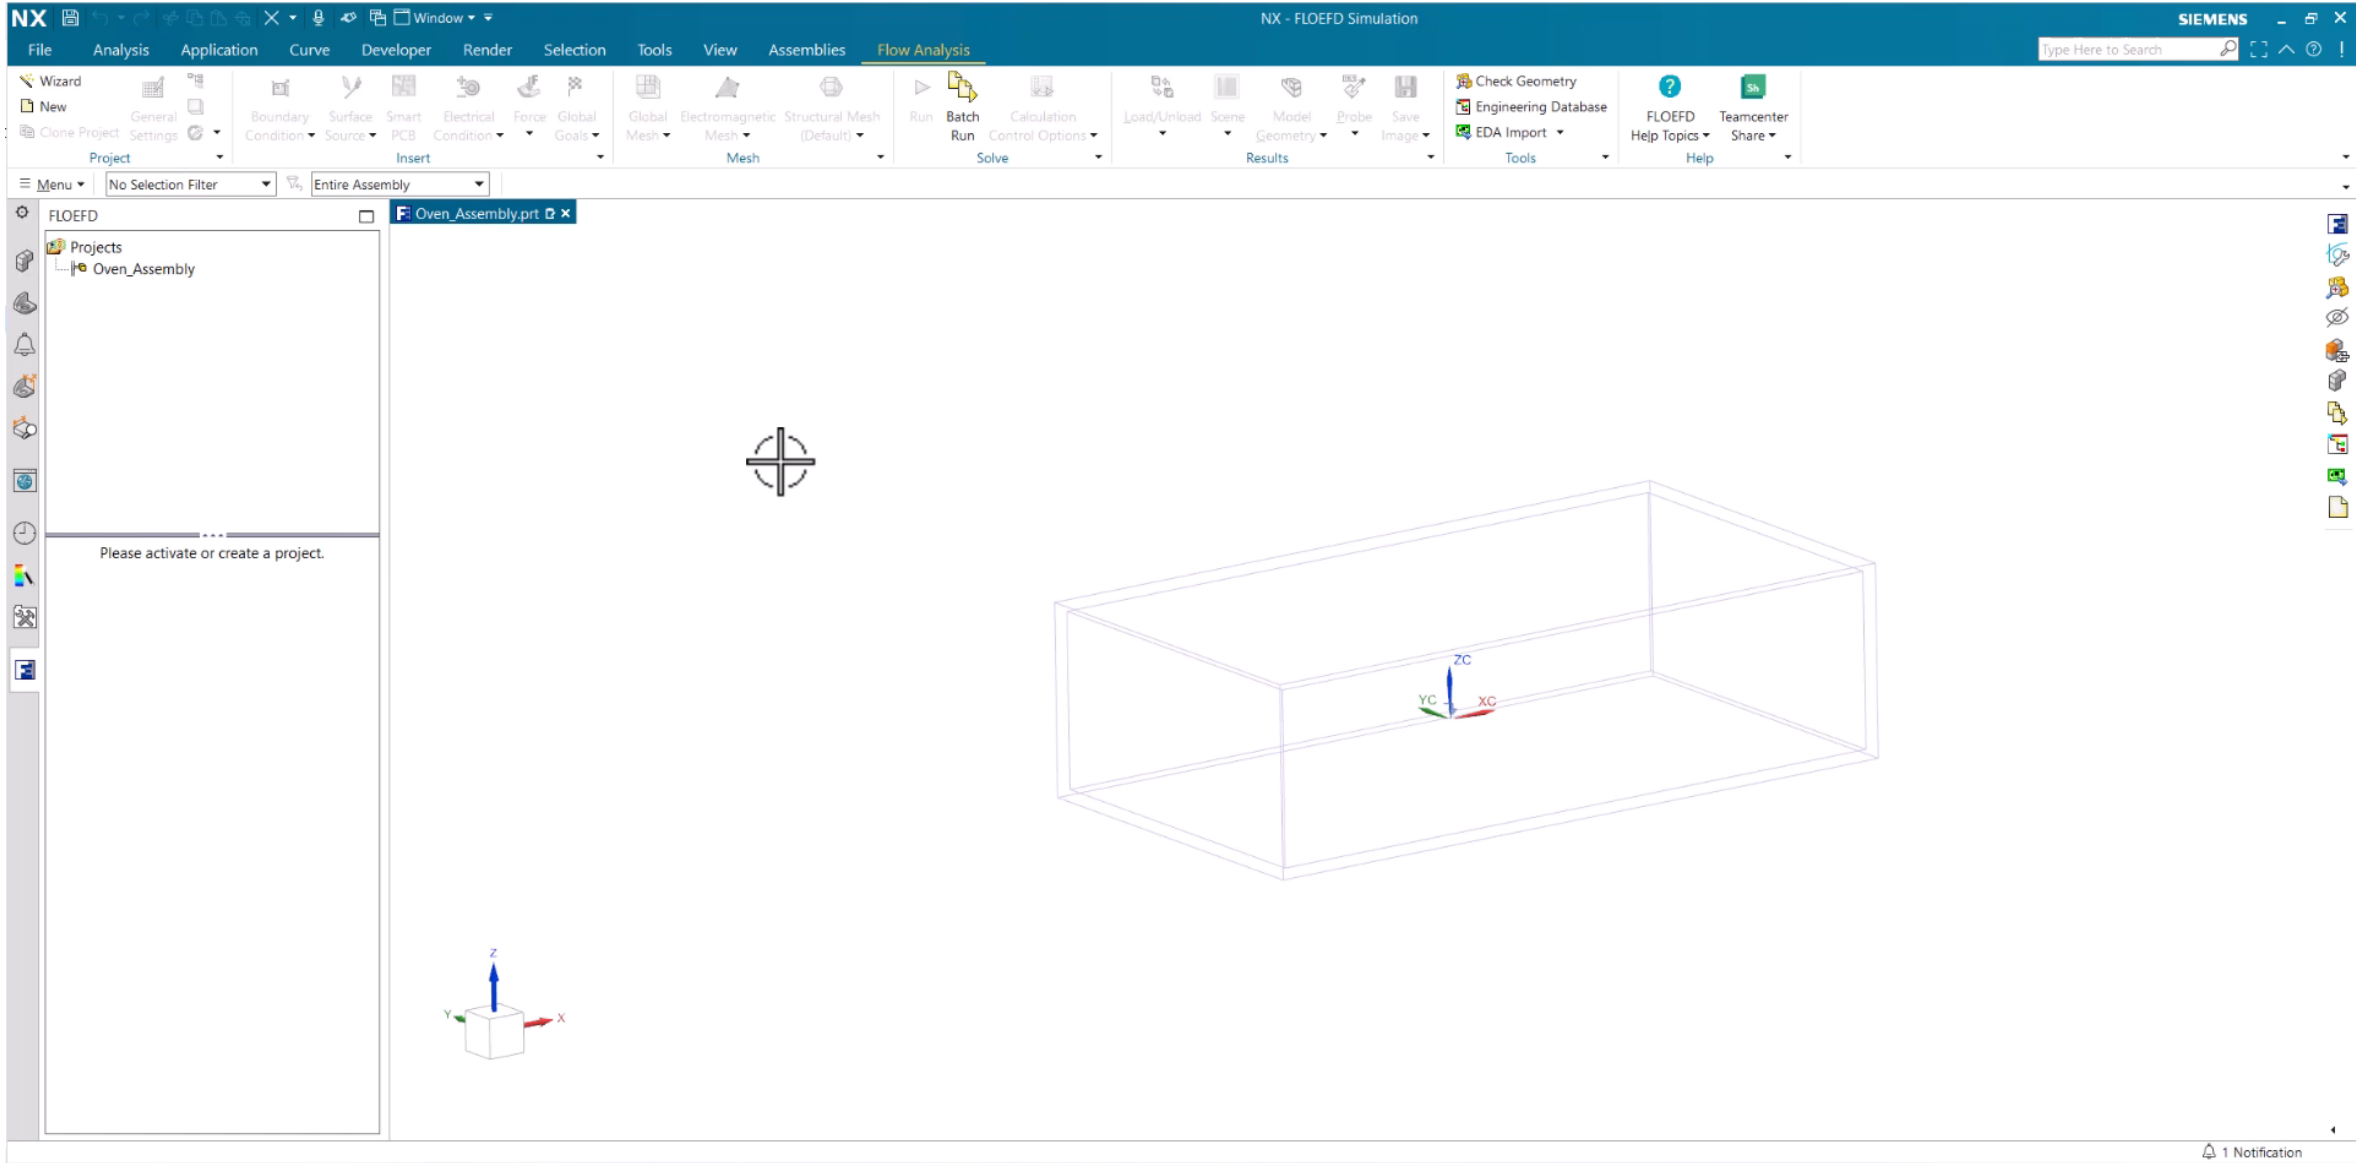 NX Window NX - FLOEFD Simulation SIEMENS
File Analysis Application Curve Developer Render Selection Tools View Assemblies Flow Analysis Type Here to Search
Wizard
New
Clone Project
General
Settings
Project
Boundary
Condition
Surface
Source
Smart
PCB
Electrical
Condition
Force
Global
Goals
Insert
Global
Mesh
Electromagnetic
Mesh
Structural Mesh
(Default)
Mesh
Run
Batch
Run
Calculation
Control Options
Solve
Load/Unload
Scene
Model
Geometry
Probe
Save
Image
Results
Check Geometry
Engineering Database
EDA Import
Tools
FLOEFD
Help Topics
Sh
Teamcenter
Share
Help
Menu No Selection Filter Entire Assembly
FLOEFD
Oven_Assembly.prt
Projects
Oven_Assembly
Please activate or create a project.
ZC
YC XC
Z
Y X
1 Notification